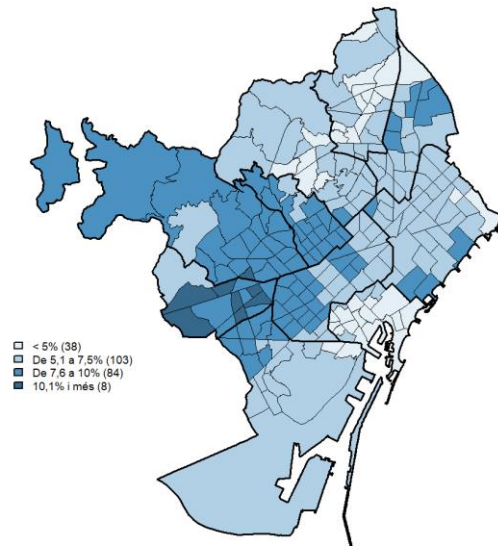 < 5% (38)
De 5,1 a 7,5% (103)
De 7,6 a 10% (84)
10,1% i més (8)